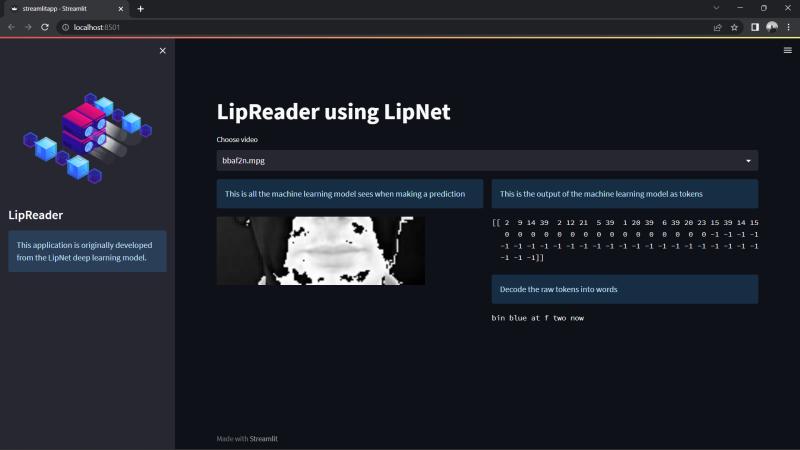 streamlitapp · Streamlit
localhost:8501
LipReader using LipNet
Choose video
bbaf2n.mpg
This is all the machine learning model sees when making a prediction
This is the output of the machine learning model as tokens
[[ 2 9 14 39 2 12 21 5 39 1 20 39 6 39 20 23 15 39 14 15
0 0 0 0 0 0 0 0 0 0 0 0 0 0 0 0 -1 -1 -1 -1
-1 -1 -1 -1 -1 -1 -1 -1 -1 -1 -1 -1 -1 -1 -1 -1 -1 -1 -1 -1
-1 -1 -1 -1]]
Decode the raw tokens into words
bin blue at f two now
LipReader
This application is originally developed
from the LipNet deep learning model.
Made with Streamlit